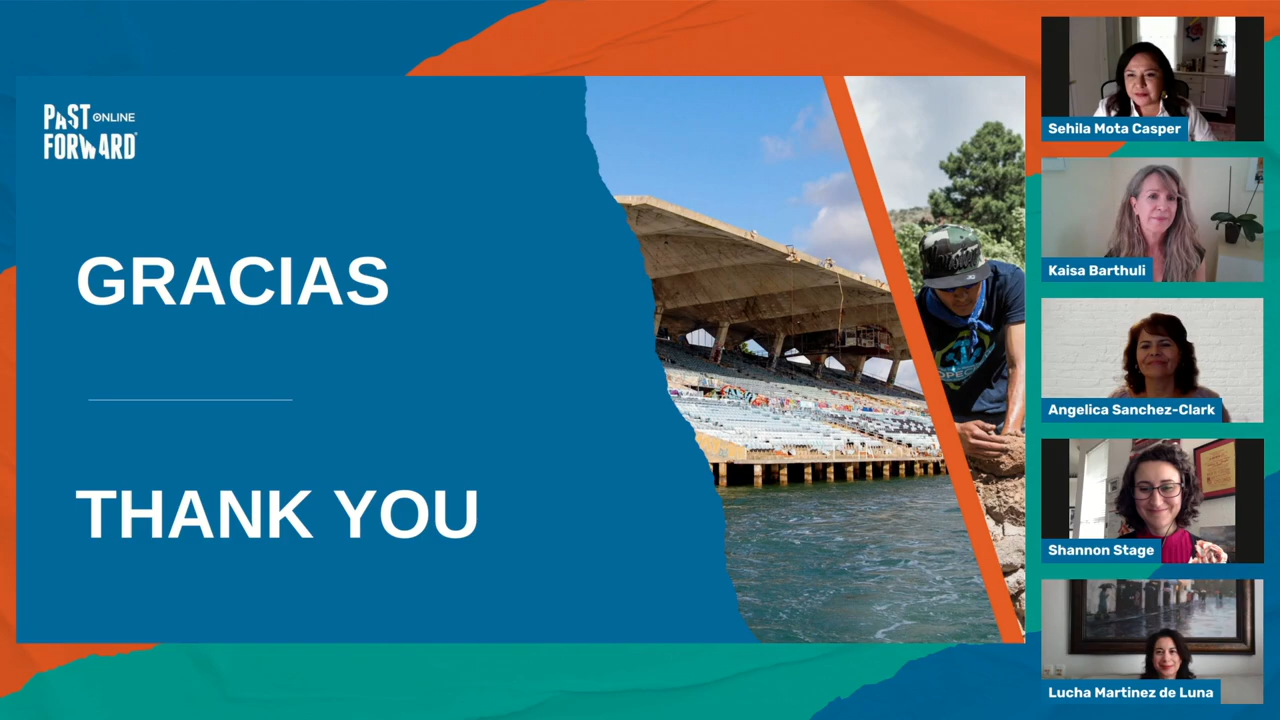 PAST ONLINE
FORWARD
GRACIAS
THANK YOU
Sehila Mota Casper
Kaisa Barthuli
Angelica Sanchez-Clark
Shannon Stage
Lucha Martinez de Luna